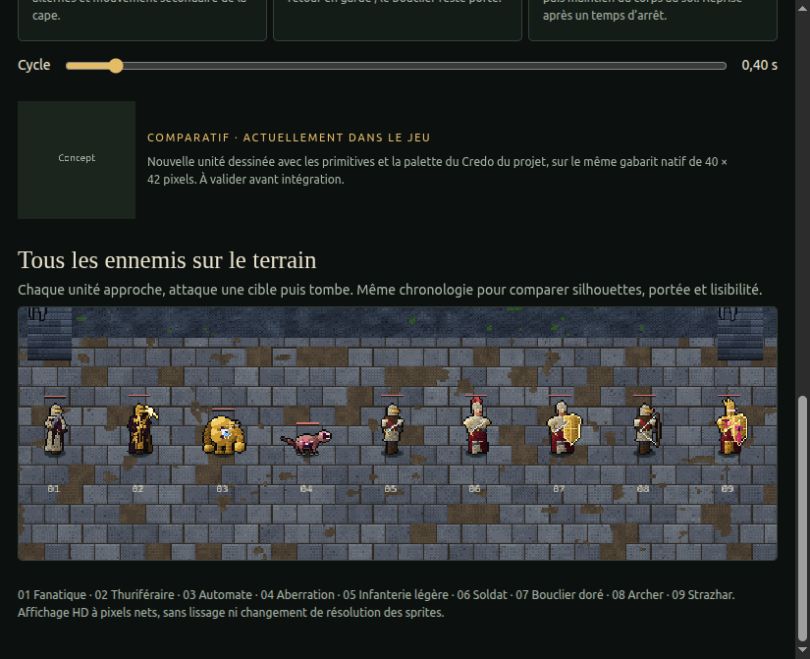 cape.
après un temps d'arrêt.
Cycle
0,40 s
Concept
COMPARATIF · ACTUELLEMENT DANS LE JEU
Nouvelle unité dessinée avec les primitives et la palette du Credo du projet, sur le même gabarit natif de 40 ×
42 pixels. À valider avant intégration.
Tous les ennemis sur le terrain
Chaque unité approche, attaque une cible puis tombe. Même chronologie pour comparer silhouettes, portée et lisibilité.
01 02 03 04 05 06 07 08 09
01 Fanatique · 02 Thuriféraire · 03 Automate · 04 Aberration · 05 Infanterie légère · 06 Soldat · 07 Bouclier doré · 08 Archer · 09 Strazhar.
Affichage HD à pixels nets, sans lissage ni changement de résolution des sprites.